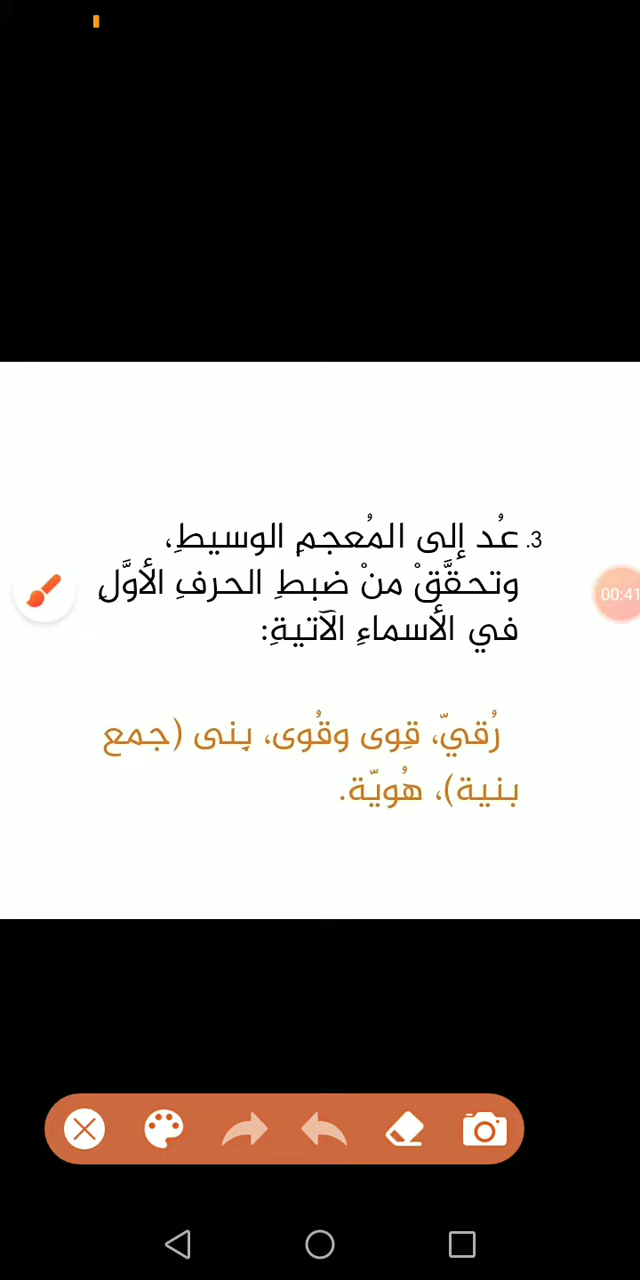 00:41
3. عُد إلى المُعجمِ الوسيطِ،
وتحقَّقْ منْ ضبطِ الحرفِ الأوَّلِ
في الأسماءِ الآتيةِ:
رُقيّ، قِوى وقُوى، بِنى (جمع
بنية)، هُويّة.